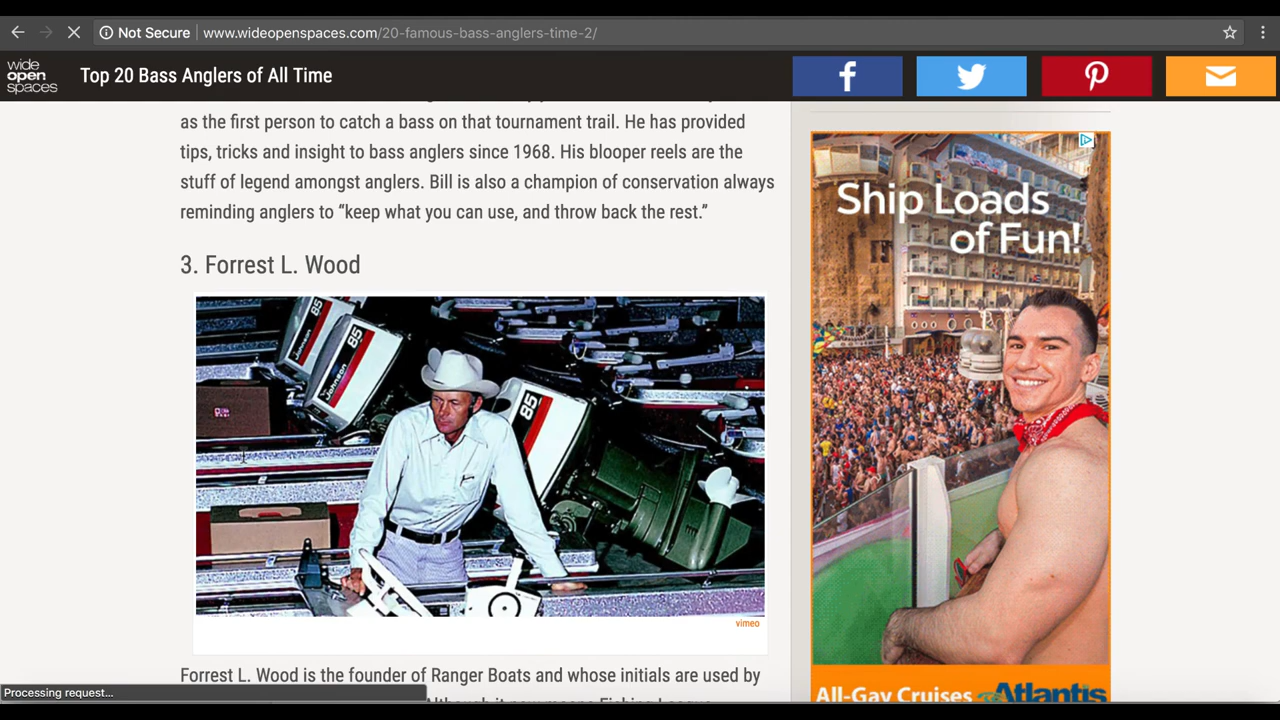 Not Secure
www.wideopenspaces.com/20-famous-bass-anglers-time-2/
wide
open
spaces
Top 20 Bass Anglers of All Time
as the first person to catch a bass on that tournament trail. He has provided
tips, tricks and insight to bass anglers since 1968. His blooper reels are the
stuff of legend amongst anglers. Bill is also a champion of conservation always
reminding anglers to “keep what you can use, and throw back the rest.”
3. Forrest L. Wood
85
Johnson
85
Johnson
85
vimeo
Forrest L. Wood is the founder of Ranger Boats and whose initials are used by
Processing request...
Ship Loads
of Fun!
All-Gay Cruises
Atlantis